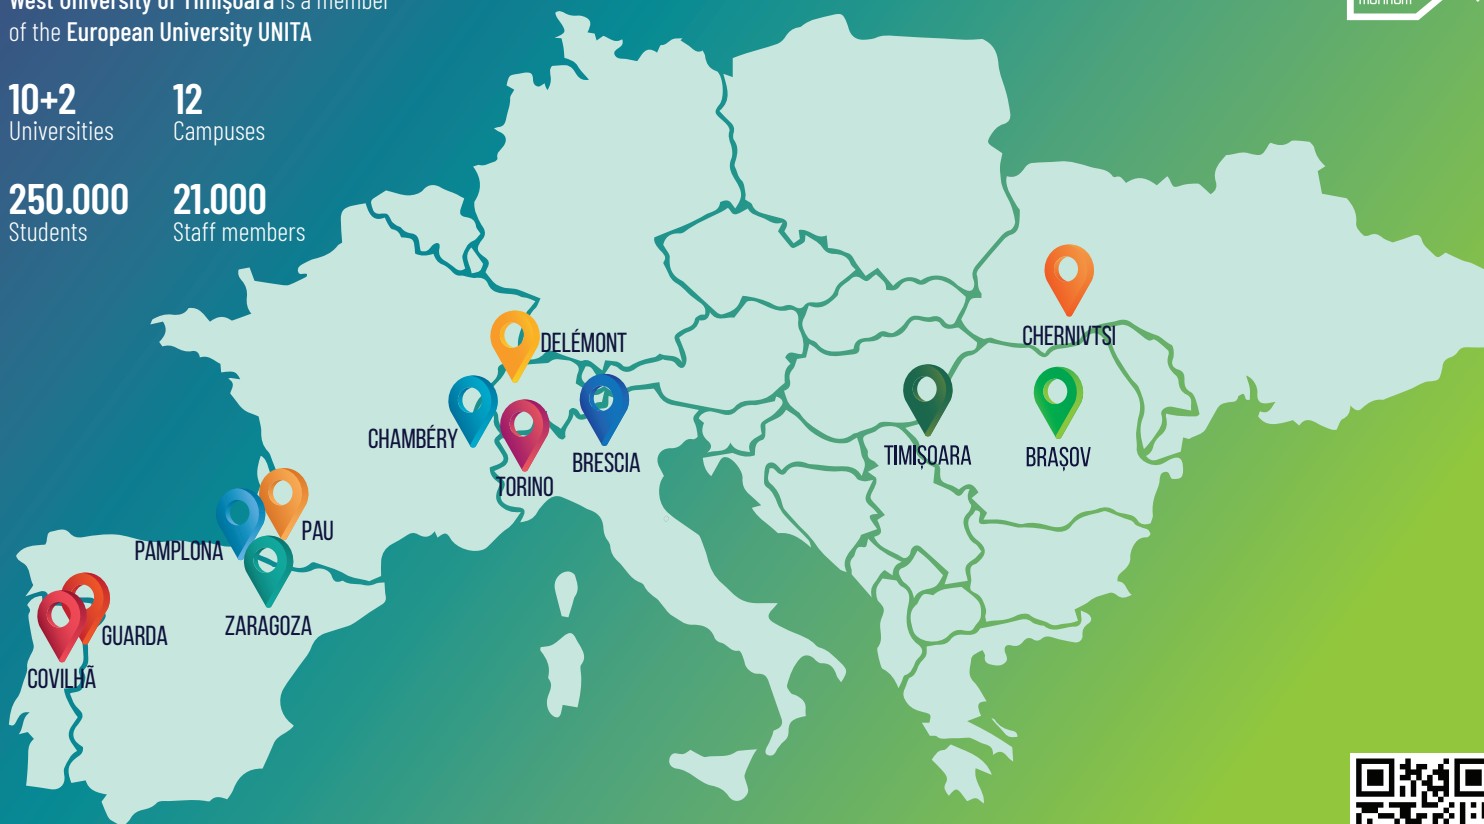 West University of Timișoara is a member
of the European University UNITA
10+2
Universities
12
Campuses
250.000
Students
21.000
Staff members
CHERNIVTSI
DELÉMONT
CHAMBÉRY
TORINO
BRESCIA
TIMIȘOARA
BRAȘOV
PAU
PAMPLONA
ZARAGOZA
GUARDA
COVILHÃ